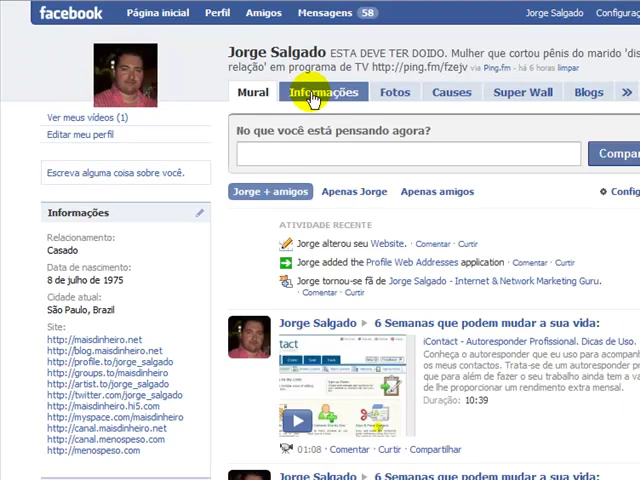 facebook Página inicial Perfil Amigos Mensagens 58 Jorge Salgado Configuraç
Jorge Salgado ESTA DEVE TER DOIDO. Mulher que cortou pênis do marido 'dis
relação' em programa de TV http://ping.fm/fzejv via Ping.fm há 6 horas limpar
Mural Informações Fotos Causes Super Wall Blogs »
Ver meus vídeos (1)
Editar meu perfil
Escreva alguma coisa sobre você.
No que você está pensando agora?
Compar
Jorge + amigos Apenas Jorge Apenas amigos Config
Informações
Relacionamento:
Casado
Data de nascimento:
8 de julho de 1975
Cidade atual:
São Paulo, Brazil
Site:
http://maisdinheiro.net
http://blog.maisdinheiro.net
http://profile.to/jorge_salgado
http://groups.to/maisdinheiro
http://artist.to/jorge_salgado
http://twitter.com/jorge_salgado
http://maisdinheiro.hi5.com
http://myspace.com/maisdinheiro
http://canal.maisdinheiro.net
http://canal.menospeso.com
http://menospeso.com
ATIVIDADE RECENTE
Jorge alterou seu Website. · Comentar · Curtir
Jorge added the Profile Web Addresses application · Comentar · Curtir
Jorge tornou-se fã de Jorge Salgado - Internet & Network Marketing Guru.
· Comentar · Curtir
Jorge Salgado 6 Semanas que podem mudar a sua vida:
iContact - Autoresponder Profissional. Dicas de Uso.
Conheça o autoresponder que eu uso para acompanh
os meus contactos. Trata-se de um autoresponder pr
que para além de fazer o seu trabalho ainda tem a va
de lhe proporcionar um rendimento extra mensal.
Duração: 10:39
01:08 · Comentar · Curtir · Compartilhar
Jorge Salgado 6 Semanas que podem mudar a sua vida: